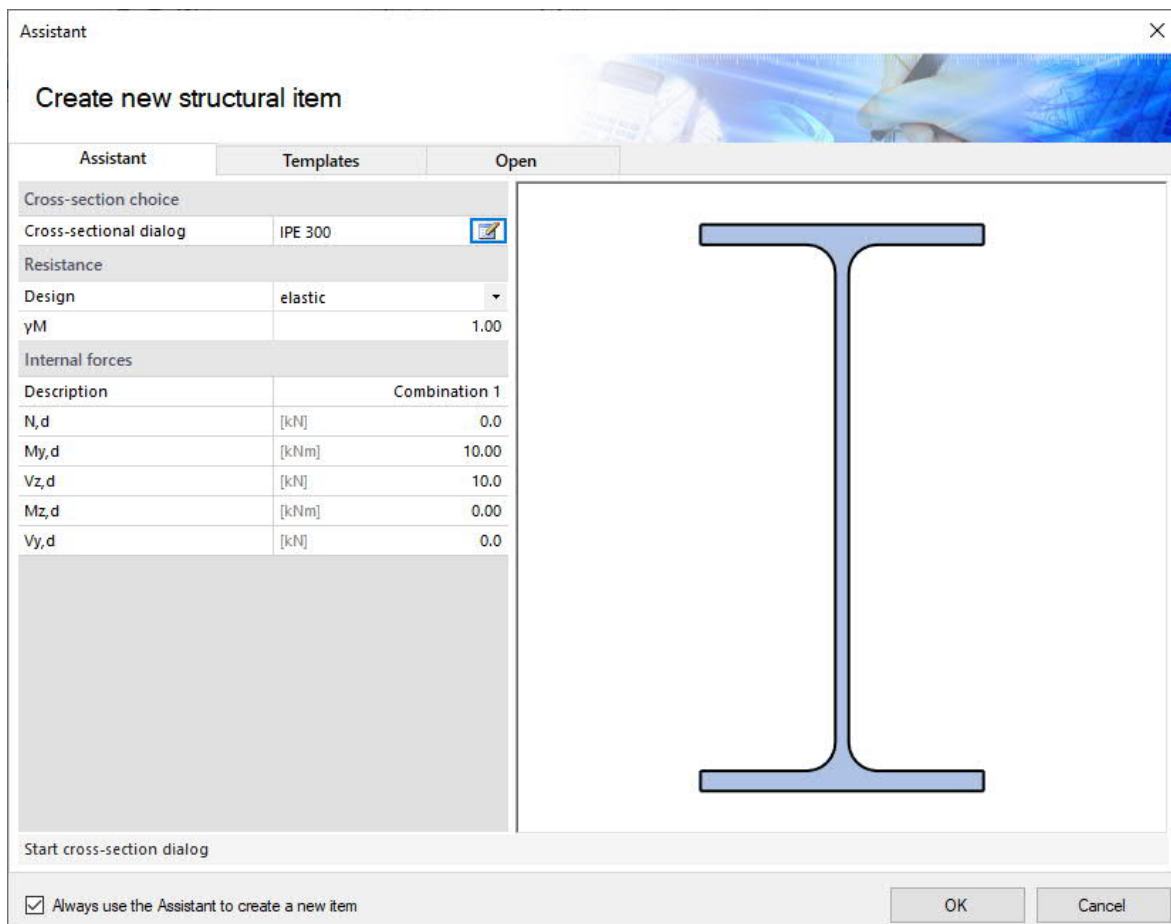 Assistant
Create new structural item
Assistant Templates Open
Cross-section choice
Cross-sectional dialog IPE 300
Resistance
Design elastic
γM 1.00
Internal forces
Description Combination 1
N,d [kN] 0.0
My,d [kNm] 10.00
Vz,d [kN] 10.0
Mz,d [kNm] 0.00
Vy,d [kN] 0.0
Start cross-section dialog
Always use the Assistant to create a new item OK Cancel